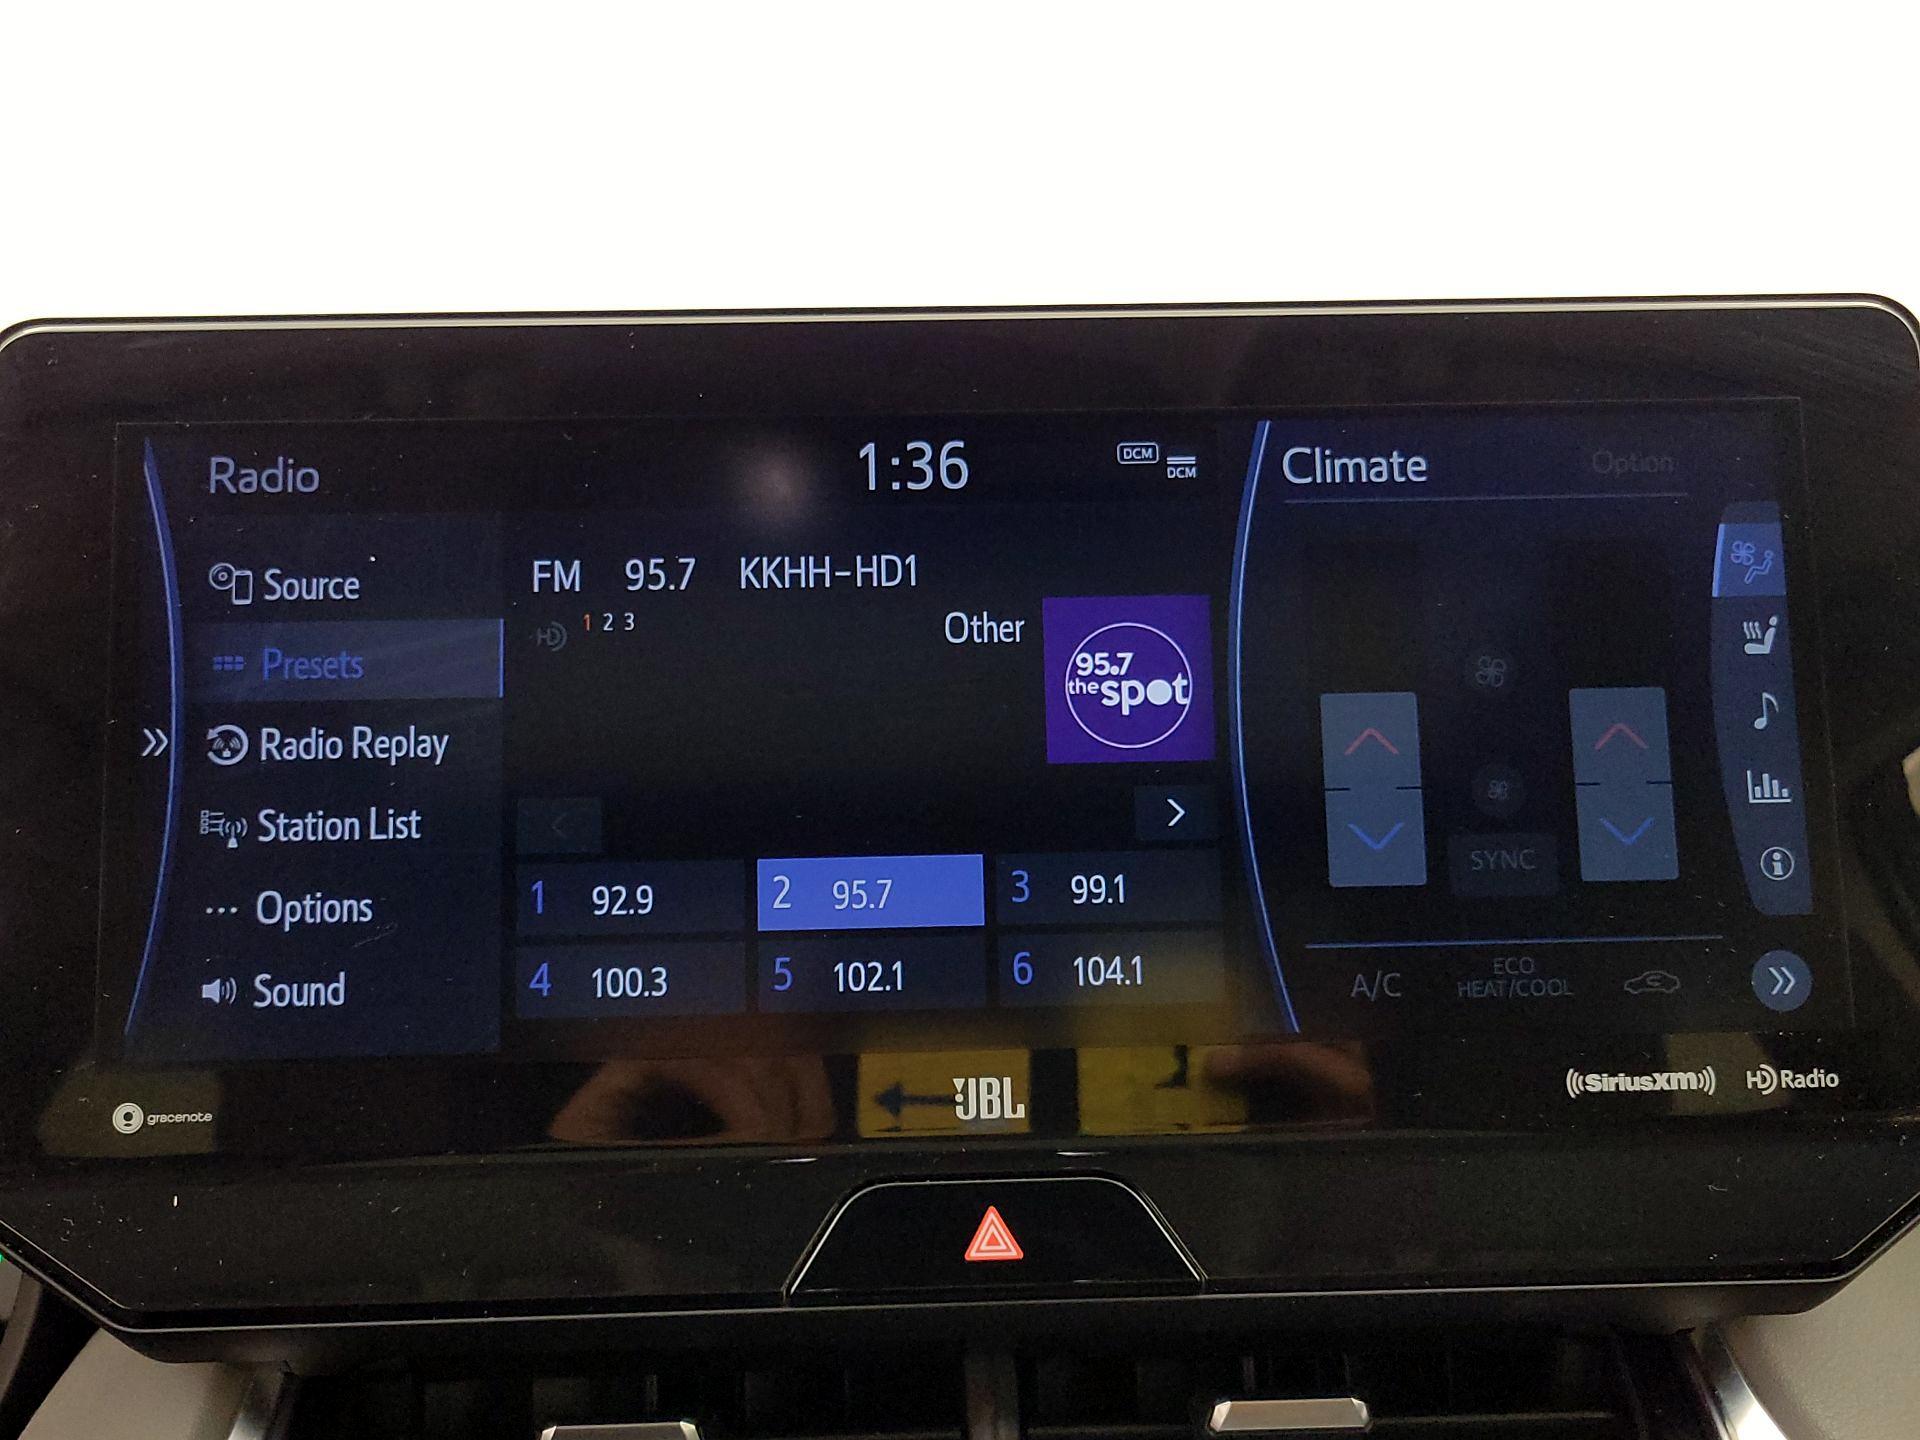 Radio
1:36
DCM
DCM
Climate
Option
Source
Presets
Radio Replay
Station List
Options
Sound
FM 95.7 KKHH-HD1
HD 1 2 3
Other
95.7
the spot
1 92.9
2 95.7
3 99.1
4 100.3
5 102.1
6 104.1
SYNC
A/C
ECO
HEAT/COOL
gracenote
JBL
((SiriusXM))
HD Radio